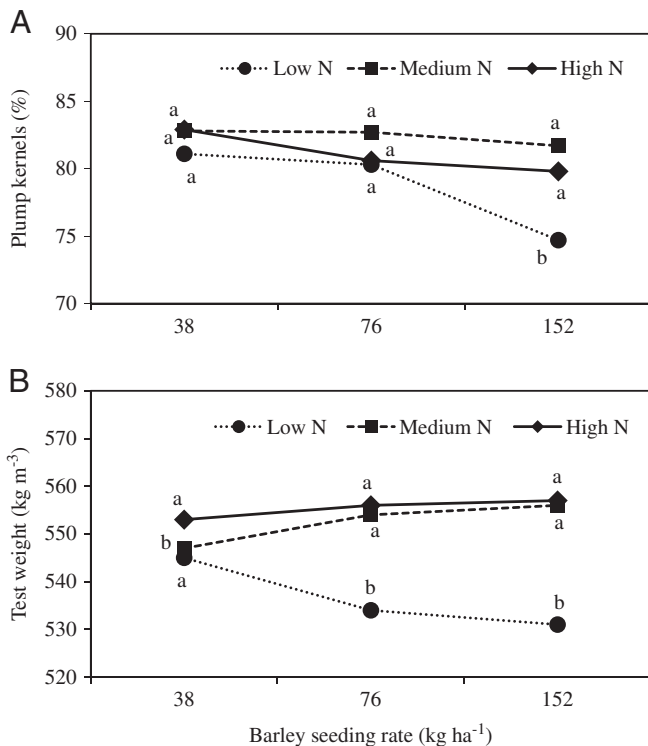 A
90
85
80
75
70
Plump kernels (%)
Low N Medium N High N
a
a
a
a
a
a
a
a
b
38 76 152
B
580
570
560
550
540
530
520
Test weight (kg m-3)
Low N Medium N High N
a
b
a
a
a
b
a
a
b
38 76 152
Barley seeding rate (kg ha-1)